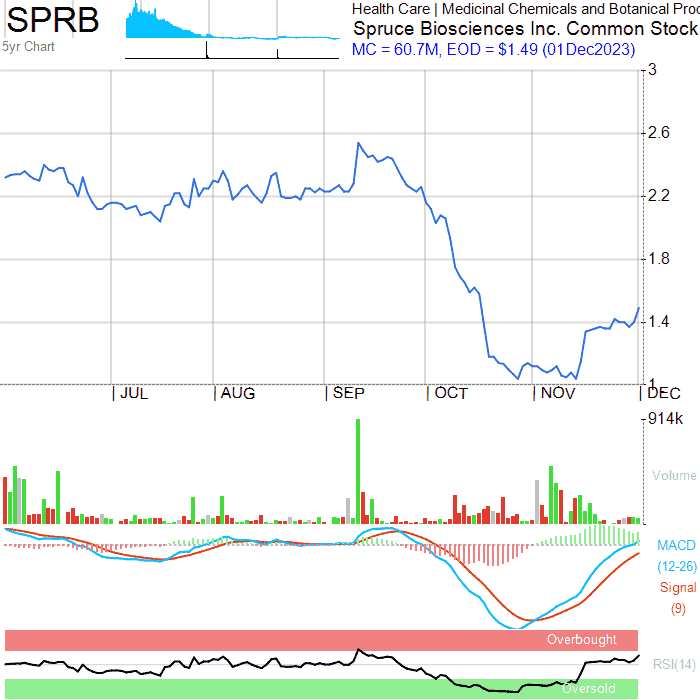 SPRB
5yr Chart
Health Care | Medicinal Chemicals and Botanical Proc
Spruce Biosciences Inc. Common Stock
MC = 60.7M, EOD = $1.49 (01Dec2023)
3
2.6
2.2
1.8
1.4
1
| JUL | AUG | SEP | OCT | NOV | DEC
914k
Volume
MACD
(12-26)
Signal
(9)
Overbought
RSI(14)
Oversold